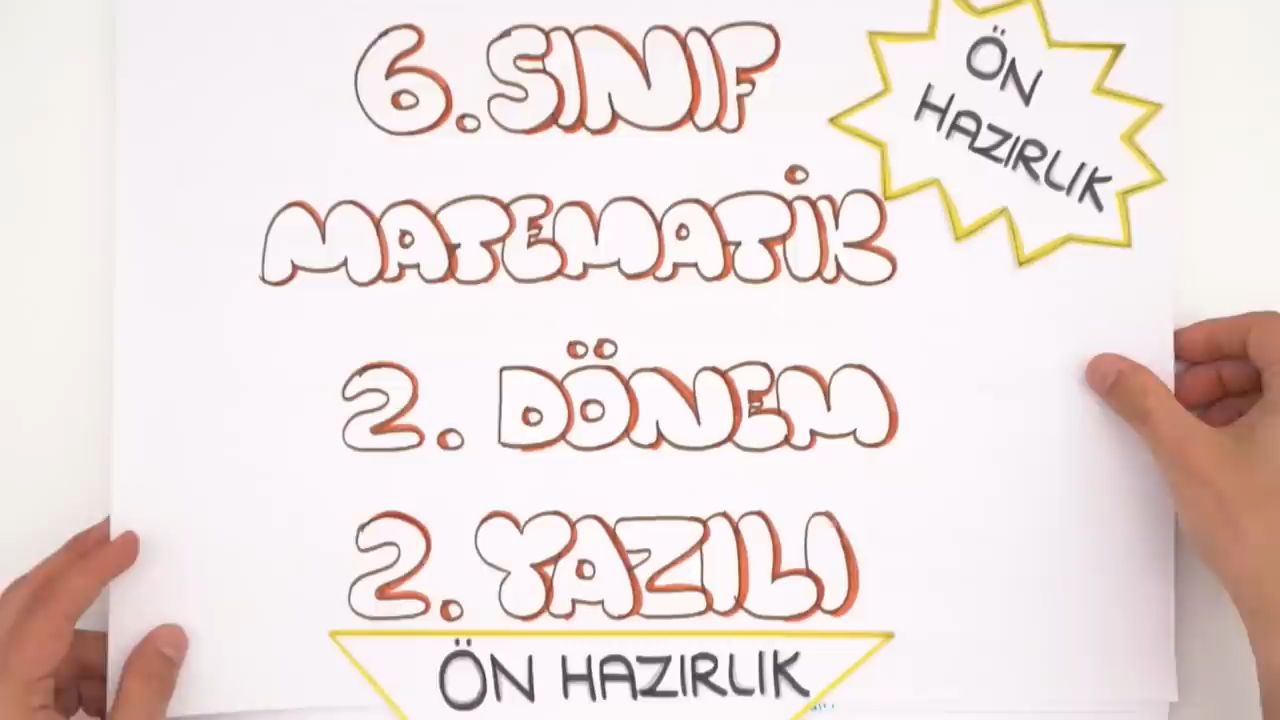 6. SINIF
MATEMATİK
2. DÖNEM
2. YAZILI
ÖN HAZIRLIK
ÖN
HAZIRLIK